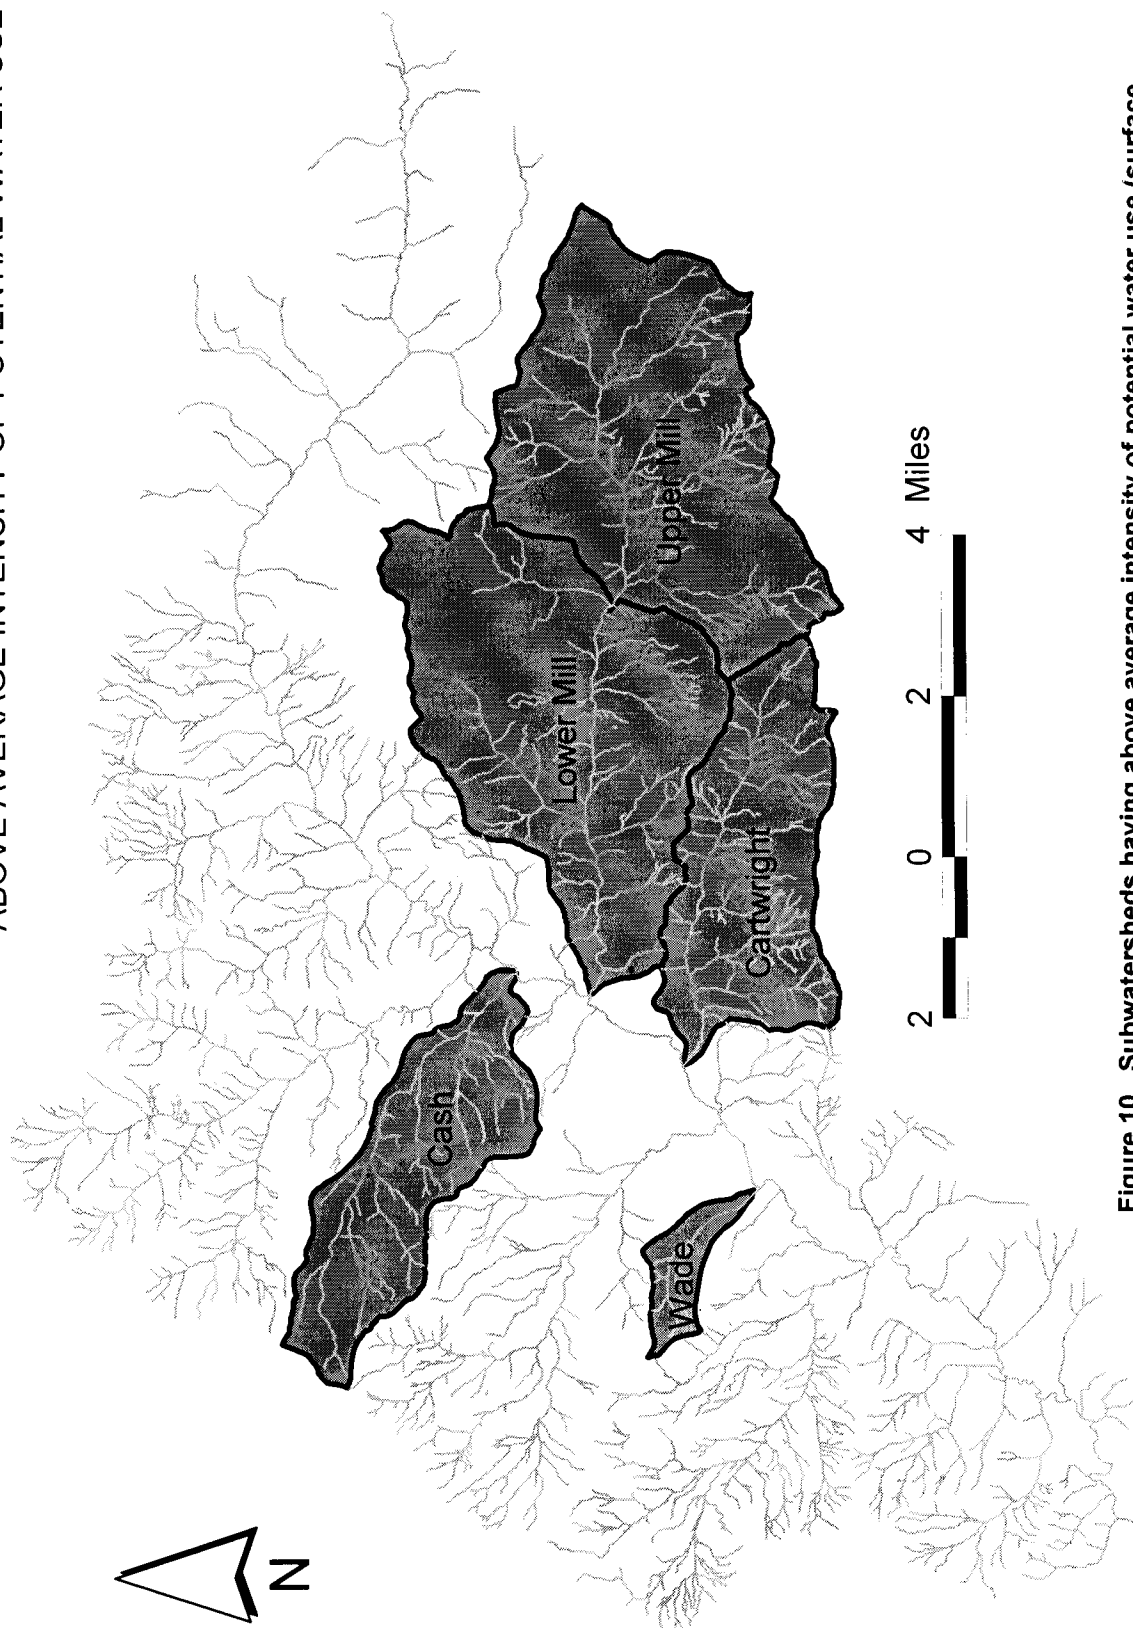 ABOVE AVERAGE INTENSITY OF POTENTIAL WATER USE
N
Cash
Wade
Lower Mill
Upper Mill
Cartwright
2 0 2 4 Miles
Figure 10. Subwatersheds having above average intensity of potential water use (surface